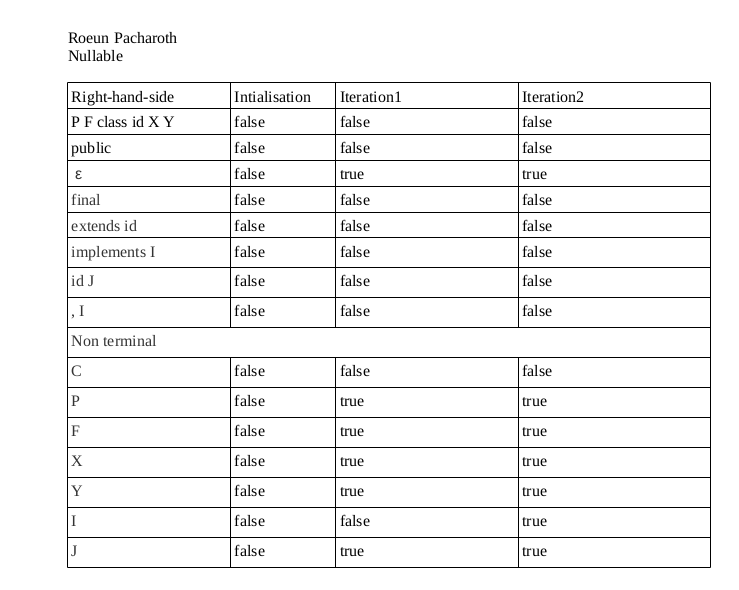 Roeun Pacharoth
Nullable
Right-hand-side Intialisation Iteration1 Iteration2
P F class id X Y false false false
public false false false
ε false true true
final false false false
extends id false false false
implements I false false false
id J false false false
, I false false false
Non terminal
C false false false
P false true true
F false true true
X false true true
Y false true true
I false false true
J false true true